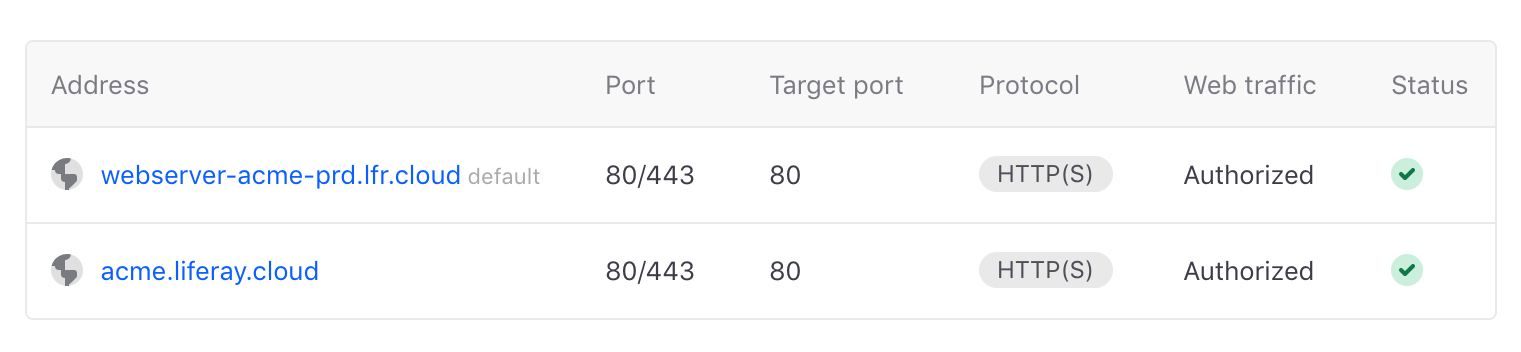 Address Port Target port Protocol Web traffic Status
webserver-acme-prd.lfr.cloud default 80/443 80 HTTP(S) Authorized
acme.liferay.cloud 80/443 80 HTTP(S) Authorized